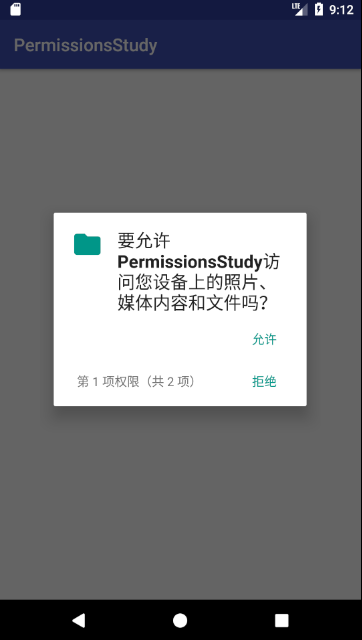 LTE 9:12
PermissionsStudy
要允许
PermissionsStudy访
问您设备上的照片、
媒体内容和文件吗?
允许
第 1 项权限（共 2 项） 拒绝